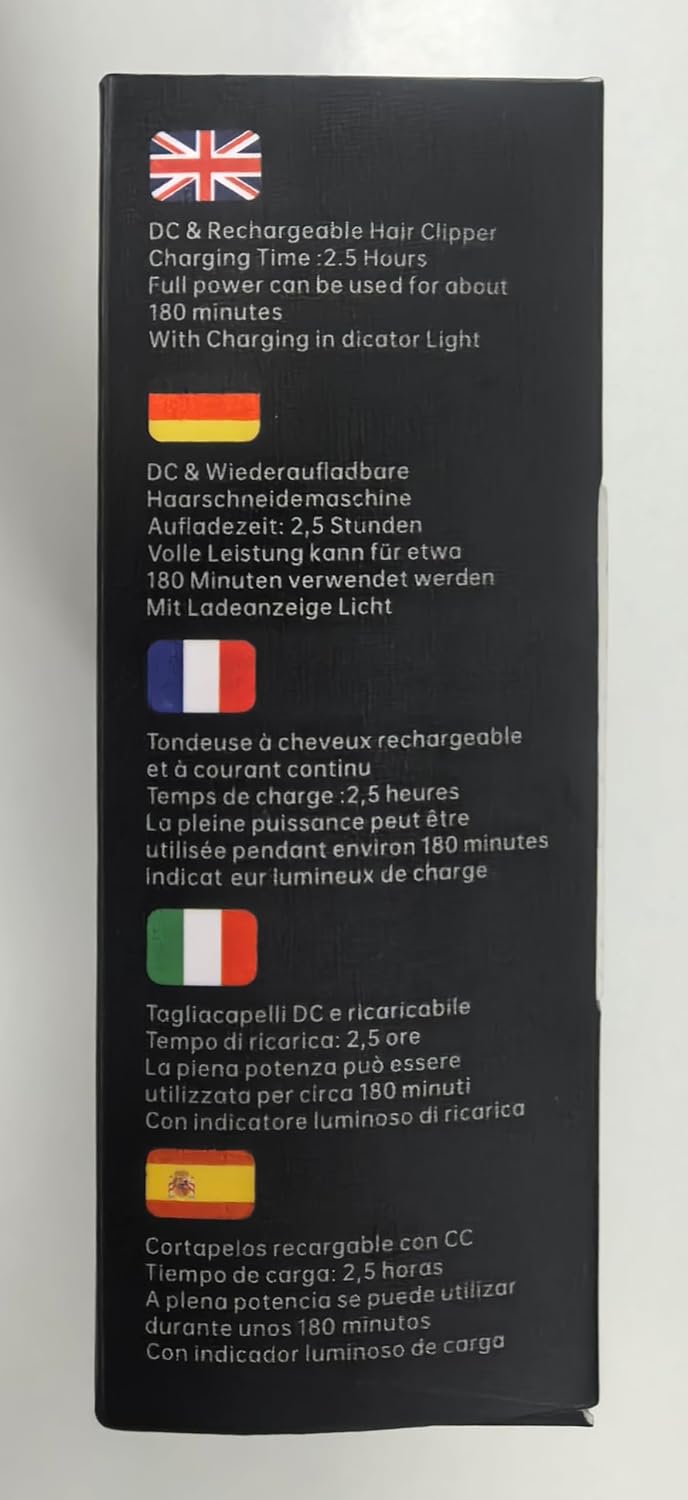 DC & Rechargeable Hair Clipper
Charging Time :2.5 Hours
Full power can be used for about
180 minutes
With Charging in dicator Light
DC & Wiederaufladbare
Haarschneidemaschine
Aufladezeit: 2,5 Stunden
Volle Leistung kann für etwa
180 Minuten verwendet werden
Mit Ladeanzeige Licht
Tondeuse à cheveux rechargeable
et à courant continu
Temps de charge :2,5 heures
La pleine puissance peut être
utilisée pendant environ 180 minutes
Indicat eur lumineux de charge
Tagliacapelli DC e ricaricabile
Tempo di ricarica: 2,5 ore
La piena potenza può essere
utilizzata per circa 180 minuti
Con indicatore luminoso di ricarica
Cortapelos recargable con CC
Tiempo de carga: 2,5 horas
A plena potencia se puede utilizar
durante unos 180 minutos
Con indicador luminoso de carga